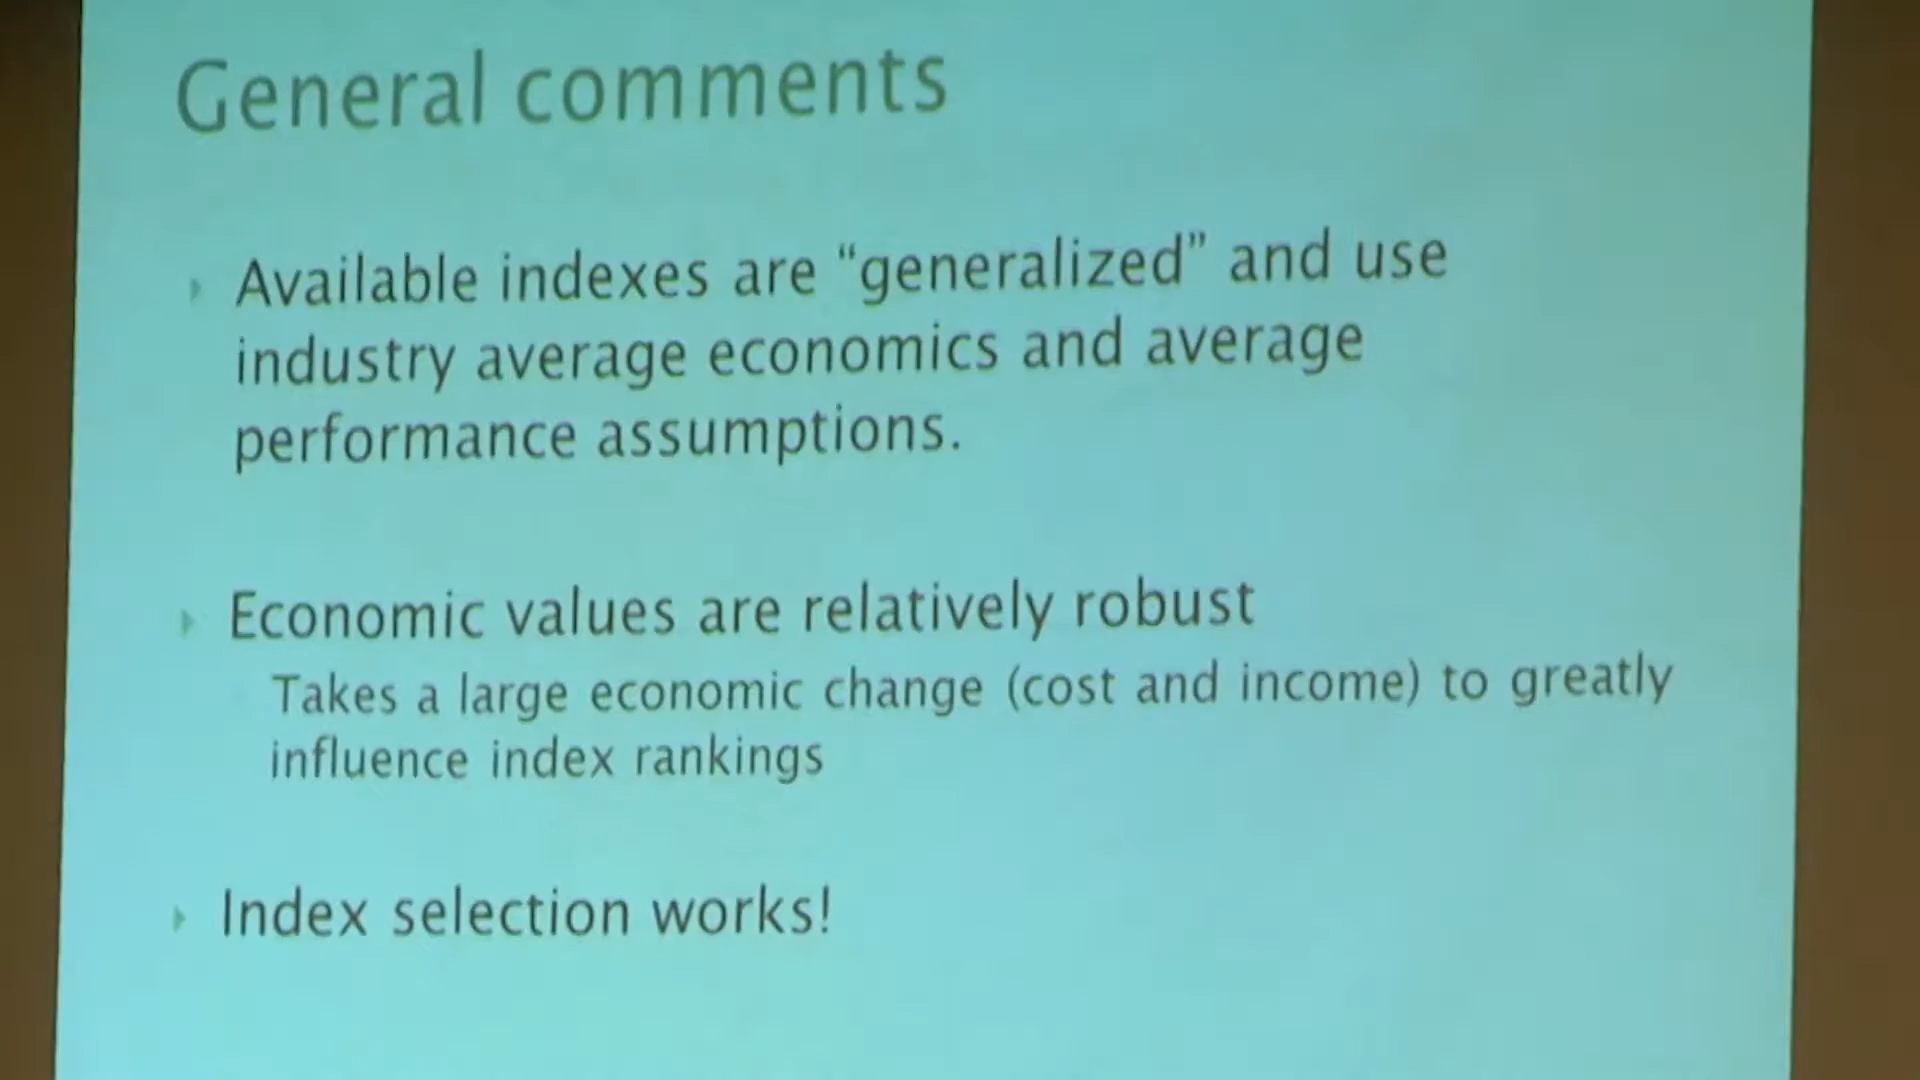 General comments
Available indexes are “generalized” and use
industry average economics and average
performance assumptions.
Economic values are relatively robust
Takes a large economic change (cost and income) to greatly
influence index rankings
Index selection works!